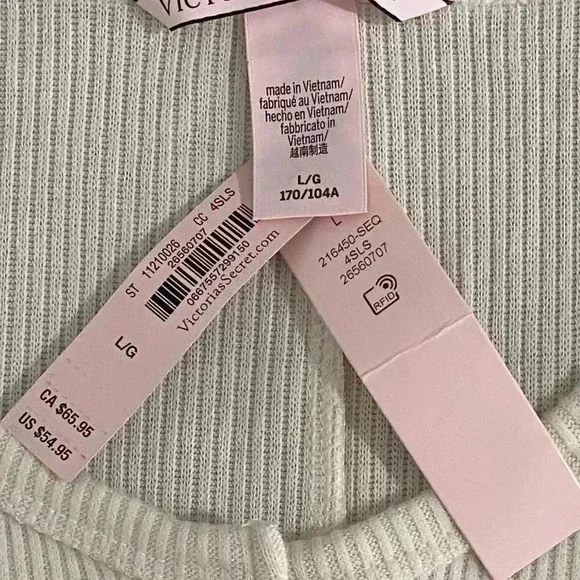 made in Vietnam/
fabriqué au Vietnam/
hecho en Vietnam/
fabbricato in
Vietnam/
越南制造
L/G
170/104A
ST 11210026 CC 4SLS
26560707
0667557299150
VictoriasSecret.com
L/G
CA $65.95
US $54.95
216450-SEQ
4SLS
26560707
RFID